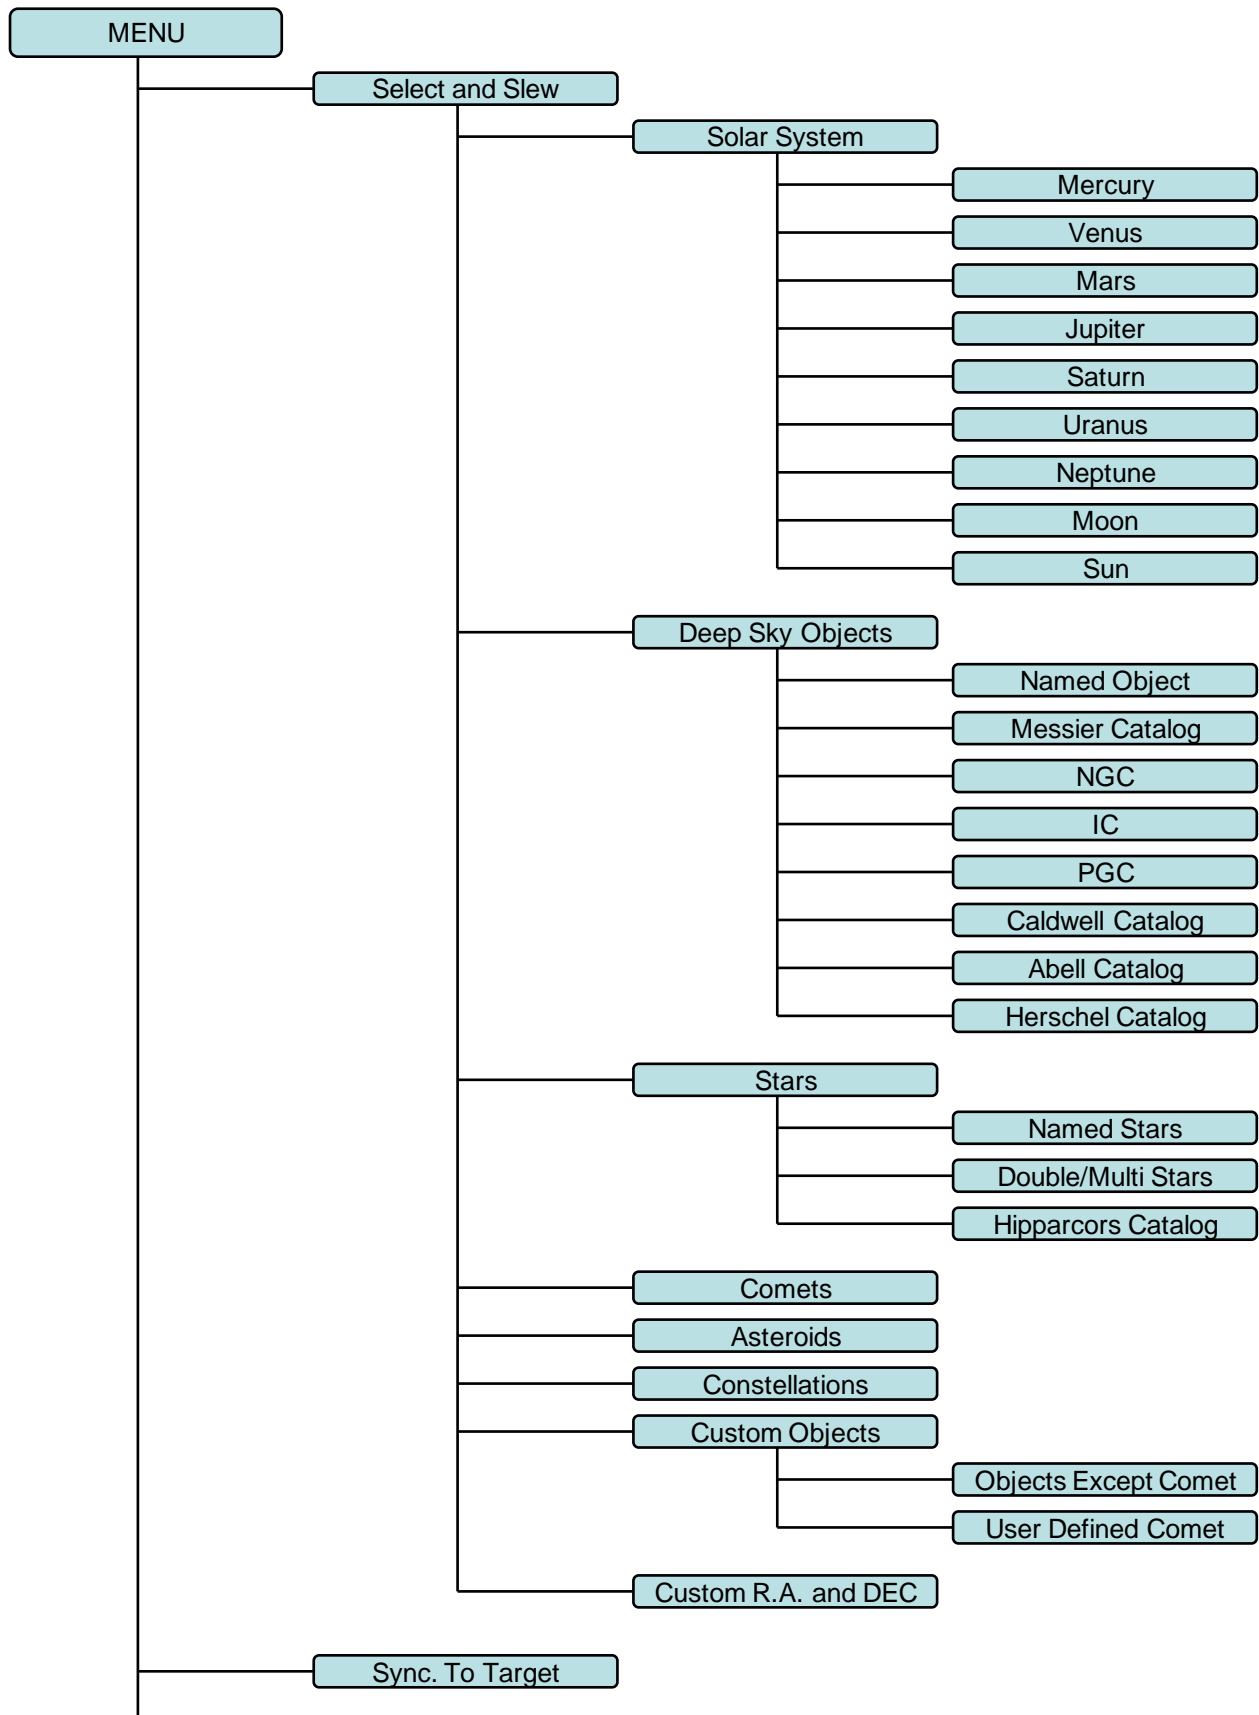 MENU
Select and Slew
Solar System
Mercury
Venus
Mars
Jupiter
Saturn
Uranus
Neptune
Moon
Sun
Deep Sky Objects
Named Object
Messier Catalog
NGC
IC
PGC
Caldwell Catalog
Abell Catalog
Herschel Catalog
Stars
Named Stars
Double/Multi Stars
Hipparcors Catalog
Comets
Asteroids
Constellations
Custom Objects
Objects Except Comet
User Defined Comet
Custom R.A. and DEC
Sync. To Target